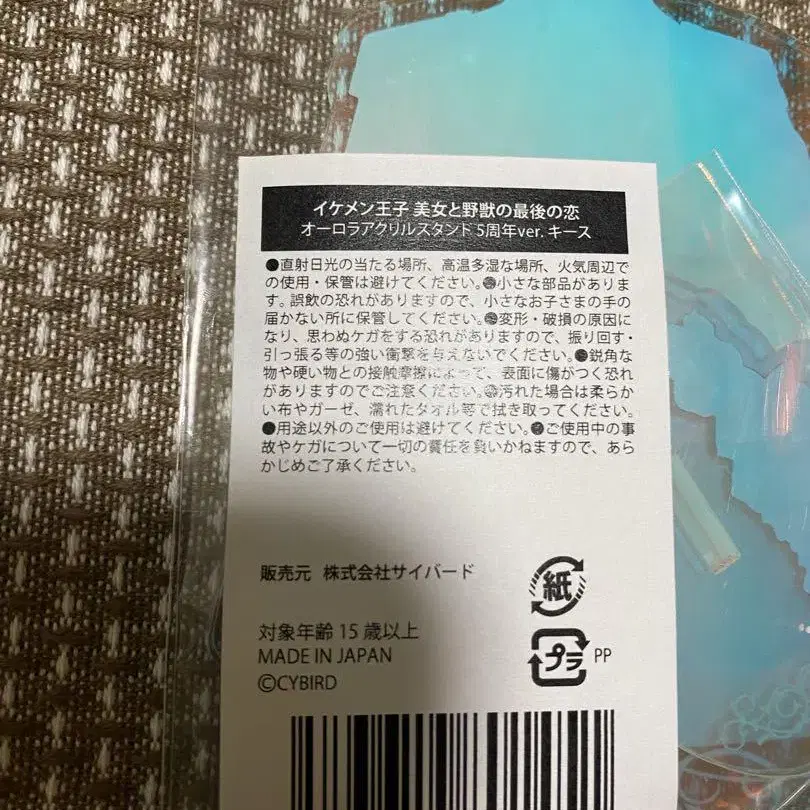 イケメン王子 美女と野獣の最後の恋
オーロラアクリルスタンド 5周年ver. キース
●直射日光の当たる場所、高温多湿な場所、火気周辺で
の使用・保管は避けてください。●小さな部品がありま
す。誤飲の恐れがありますので、小さなお子さまの手の
届かない所に保管してください。●変形・破損の原因に
なり、思わぬケガをする恐れがありますので、振り回す・
引っ張る等の強い衝撃を与えないでください。●鋭角な
物や硬い物との接触摩擦によって、表面に傷がつく恐れ
がありますのでご注意ください。●汚れた場合は柔らか
い布やガーゼ、濡れたタオル等で拭き取ってください。
●用途以外のご使用は避けてください。●ご使用中の事
故やケガについて一切の責任を負いかねますので、あら
かじめご了承ください。
販売元 株式会社サイバード
紙
対象年齢 15 歳以上
MADE IN JAPAN
©CYBIRD
プラ PP